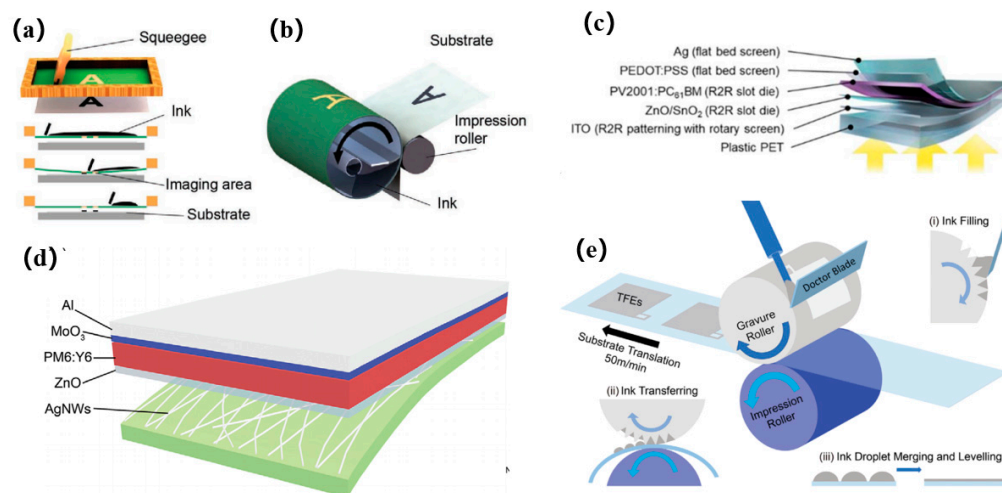 (a)
Squeegee
A
A
Ink
Imaging area
Substrate
(b)
Substrate
A
A
Impression
roller
Ink
(c)
Ag (flat bed screen)
PEDOT:PSS (flat bed screen)
PV2001:PC₆₁BM (R2R slot die)
ZnO/SnO₂ (R2R slot die)
ITO (R2R patterning with rotary screen)
Plastic PET
(d)
Al
MoO₃
PM6:Y6
ZnO
AgNWs
(e)
Doctor Blade
(i) Ink Filling
TFEs
Gravure
Roller
Substrate Translation
50m/min
Impression
Roller
(ii) Ink Transferring
(iii) Ink Droplet Merging and Levelling